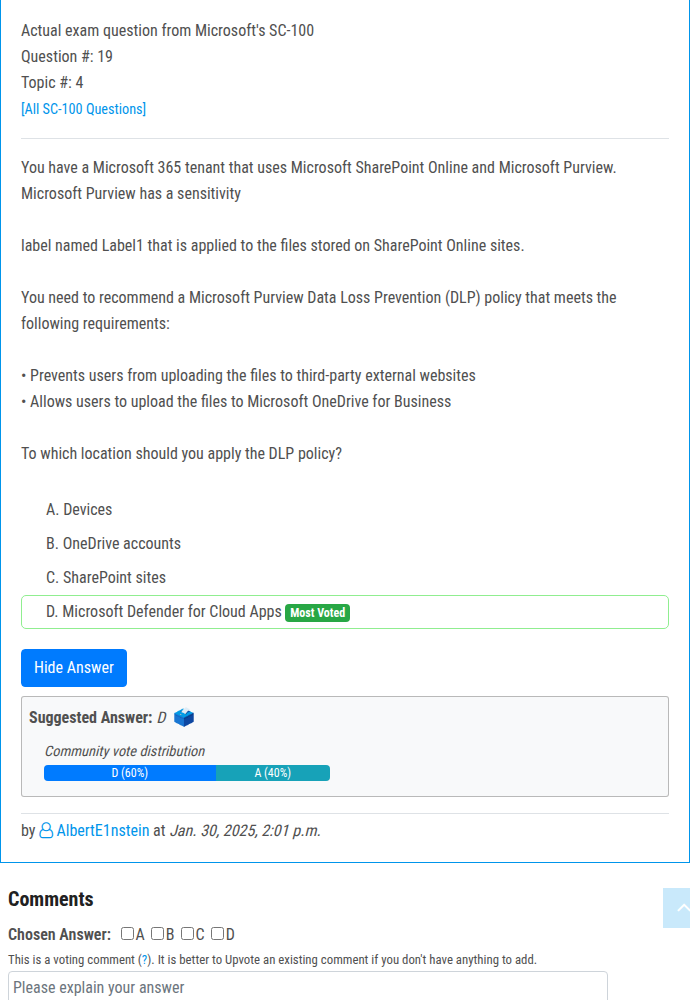 Actual exam question from Microsoft's SC-100
Question #: 19
Topic #: 4
[All SC-100 Questions]
You have a Microsoft 365 tenant that uses Microsoft SharePoint Online and Microsoft Purview.
Microsoft Purview has a sensitivity
label named Label1 that is applied to the files stored on SharePoint Online sites.
You need to recommend a Microsoft Purview Data Loss Prevention (DLP) policy that meets the
following requirements:
• Prevents users from uploading the files to third-party external websites
• Allows users to upload the files to Microsoft OneDrive for Business
To which location should you apply the DLP policy?
A. Devices
B. OneDrive accounts
C. SharePoint sites
D. Microsoft Defender for Cloud Apps Most Voted
Hide Answer
Suggested Answer: D
Community vote distribution
D (60%) A (40%)
by AlbertE1nstein at Jan. 30, 2025, 2:01 p.m.
Comments
Chosen Answer: A B C D
This is a voting comment (?). It is better to Upvote an existing comment if you don't have anything to add.
Please explain your answer